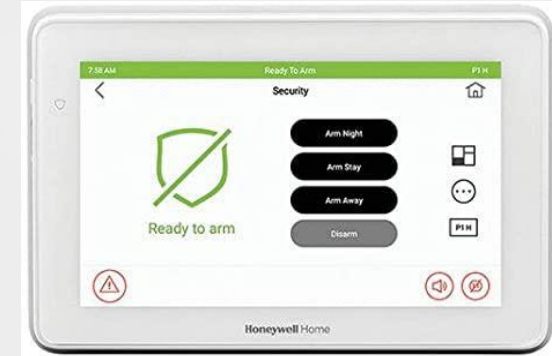 7:58 AM Ready To Arm P1 H
Security
Arm Night
Arm Stay
Arm Away
Disarm
Ready to arm
P1 H
Honeywell Home